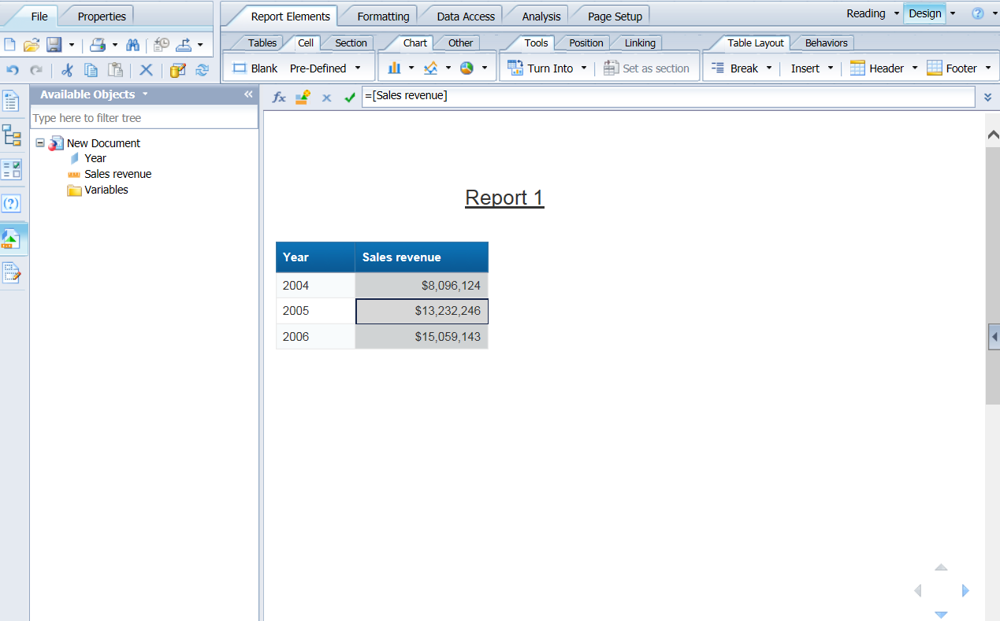 File Properties Report Elements Formatting Data Access Analysis Page Setup Reading Design
Tables Cell Section Chart Other Tools Position Linking Table Layout Behaviors
Blank Pre-Defined Turn Into Set as section Break Insert Header Footer
Available Objects
fx =[Sales revenue]
Type here to filter tree
New Document
Year
Sales revenue
Variables
Report 1
Year Sales revenue
2004 $8,096,124
2005 $13,232,246
2006 $15,059,143